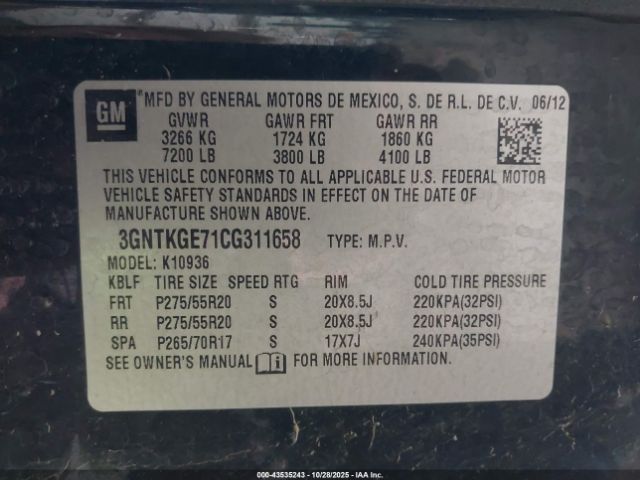 GM
*MFD BY GENERAL MOTORS DE MEXICO, S. DE R.L. DE C.V. 06/12
GVWR GAWR FRT GAWR RR
3266 KG 1724 KG 1860 KG
7200 LB 3800 LB 4100 LB
THIS VEHICLE CONFORMS TO ALL APPLICABLE U.S. FEDERAL MOTOR
VEHICLE SAFETY STANDARDS IN EFFECT ON THE DATE OF
MANUFACTURE SHOWN ABOVE.
3GNTKGE71CG311658 TYPE: M.P.V.
MODEL: K10936
KBLF TIRE SIZE SPEED RTG RIM COLD TIRE PRESSURE
FRT P275/55R20 S 20X8.5J 220KPA(32PSI)
RR P275/55R20 S 20X8.5J 220KPA(32PSI)
SPA P265/70R17 S 17X7J 240KPA(35PSI)
SEE OWNER'S MANUAL i FOR MORE INFORMATION.
000-43535243 - 10/28/2025 - IAA Inc.